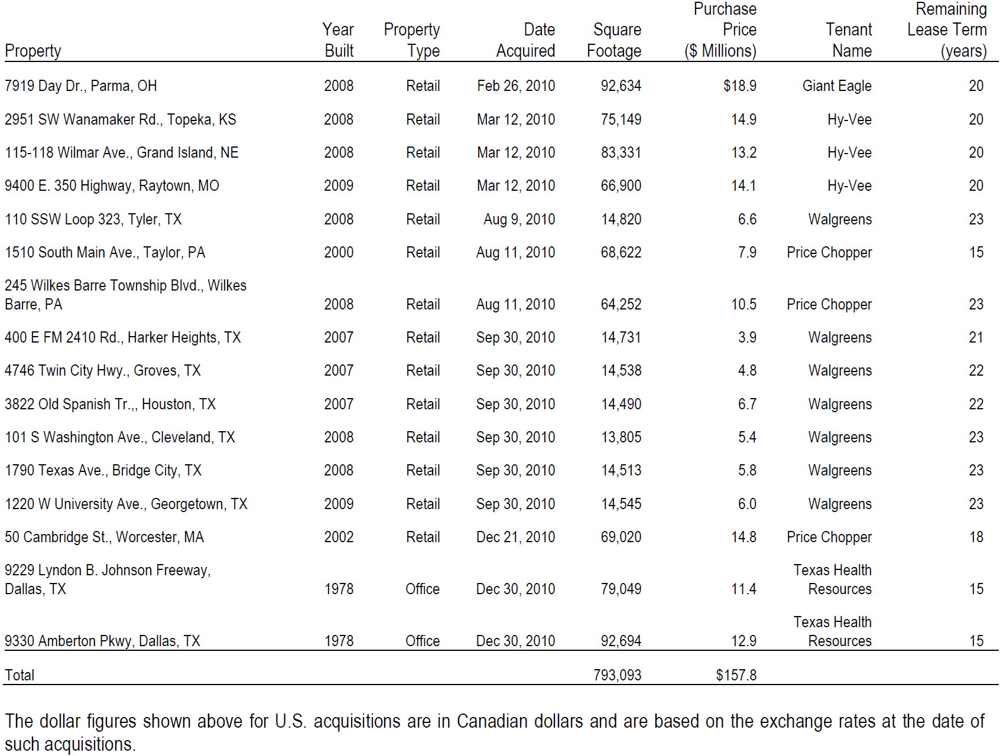 Purchase Remaining
Year Property Date Square Price Tenant Lease Term
Property Built Type Acquired Footage ($ Millions) Name (years)
7919 Day Dr., Parma, OH 2008 Retail Feb 26, 2010 92,634 $18.9 Giant Eagle 20
2951 SW Wanamaker Rd., Topeka, KS 2008 Retail Mar 12, 2010 75,149 14.9 Hy-Vee 20
115-118 Wilmar Ave., Grand Island, NE 2008 Retail Mar 12, 2010 83,331 13.2 Hy-Vee 20
9400 E. 350 Highway, Raytown, MO 2009 Retail Mar 12, 2010 66,900 14.1 Hy-Vee 20
110 SSW Loop 323, Tyler, TX 2008 Retail Aug 9, 2010 14,820 6.6 Walgreens 23
1510 South Main Ave., Taylor, PA 2000 Retail Aug 11, 2010 68,622 7.9 Price Chopper 15
245 Wilkes Barre Township Blvd., Wilkes
Barre, PA 2008 Retail Aug 11, 2010 64,252 10.5 Price Chopper 23
400 E FM 2410 Rd., Harker Heights, TX 2007 Retail Sep 30, 2010 14,731 3.9 Walgreens 21
4746 Twin City Hwy., Groves, TX 2007 Retail Sep 30, 2010 14,538 4.8 Walgreens 22
3822 Old Spanish Tr.,, Houston, TX 2007 Retail Sep 30, 2010 14,490 6.7 Walgreens 22
101 S Washington Ave., Cleveland, TX 2008 Retail Sep 30, 2010 13,805 5.4 Walgreens 23
1790 Texas Ave., Bridge City, TX 2008 Retail Sep 30, 2010 14,513 5.8 Walgreens 23
1220 W University Ave., Georgetown, TX 2009 Retail Sep 30, 2010 14,545 6.0 Walgreens 23
50 Cambridge St., Worcester, MA 2002 Retail Dec 21, 2010 69,020 14.8 Price Chopper 18
9229 Lyndon B. Johnson Freeway, Texas Health
Dallas, TX 1978 Office Dec 30, 2010 79,049 11.4 Resources 15
Texas Health
9330 Amberton Pkwy, Dallas, TX 1978 Office Dec 30, 2010 92,694 12.9 Resources 15
Total 793,093 $157.8
The dollar figures shown above for U.S. acquisitions are in Canadian dollars and are based on the exchange rates at the date of
such acquisitions.